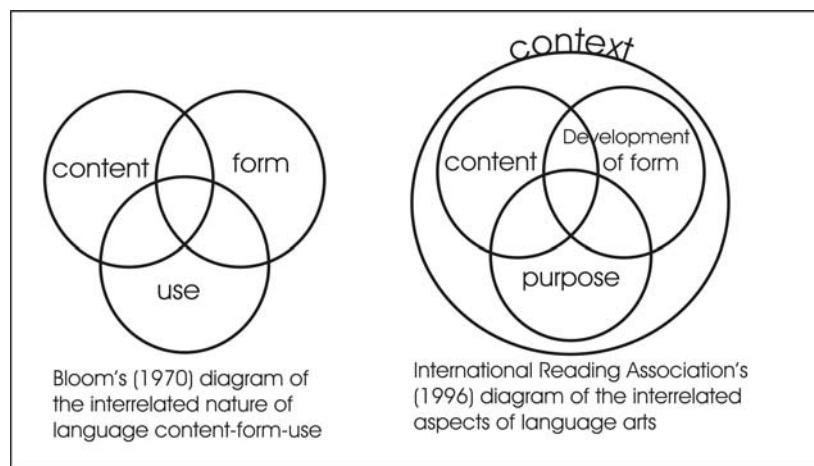 content
form
use
Bloom's (1970) diagram of
the interrelated nature of
language content-form-use
context
content
Development
of form
purpose
International Reading Association's
(1996) diagram of the interrelated
aspects of language arts